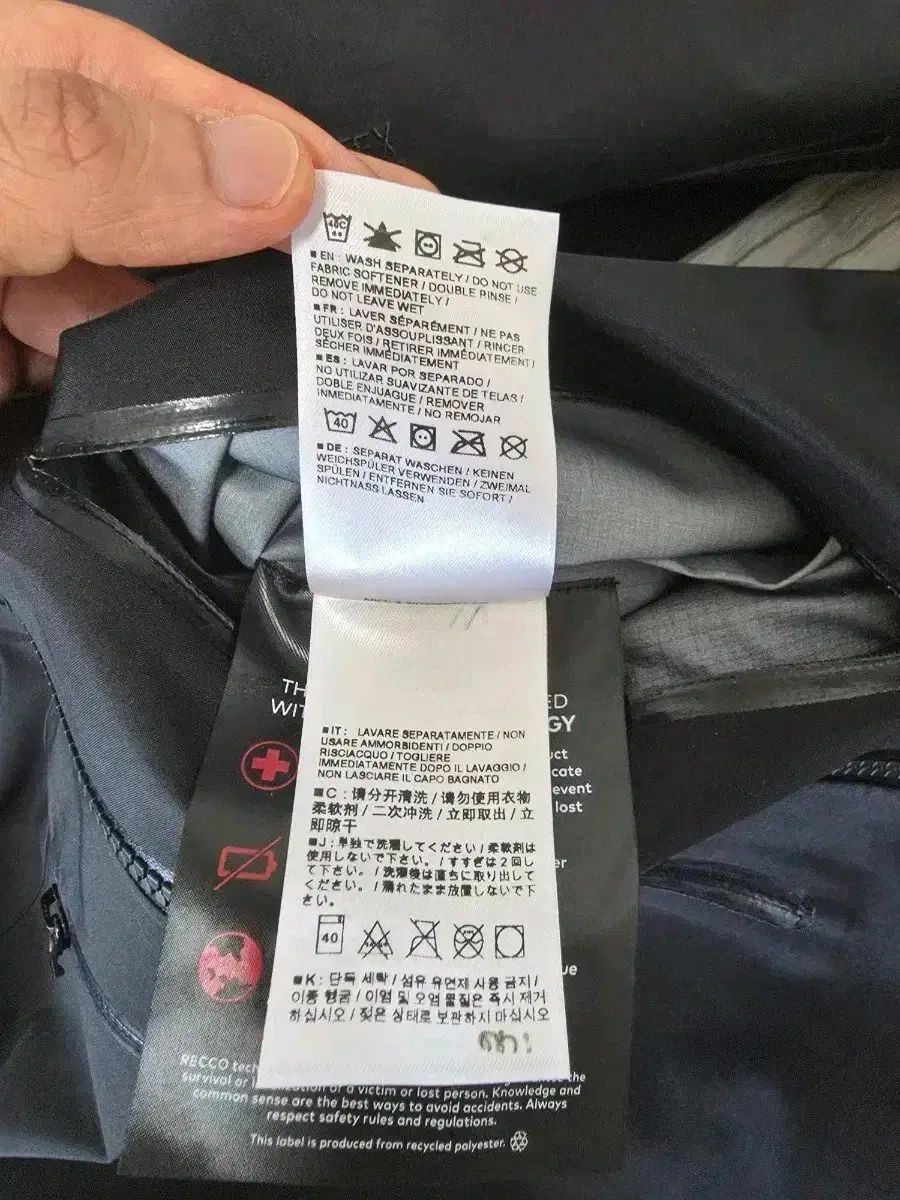 40C
■ EN : WASH SEPARATELY / DO NOT USE
FABRIC SOFTENER / DOUBLE RINSE /
REMOVE IMMEDIATELY /
DO NOT LEAVE WET
■ FR : LAVER SÉPARÉMENT / NE PAS
UTILISER D'ASSOUPLISSANT / RINCER
DEUX FOIS / RETIRER IMMÉDIATEMENT /
SÉCHER IMMÉDIATEMENT
■ ES : LAVAR POR SEPARADO /
NO UTILIZAR SUAVIZANTE DE TELAS /
DOBLE ENJUAGUE / REMOVER
INMEDIATAMENTE / NO REMOJAR
40
■ DE : SEPARAT WASCHEN / KEINEN
WEICHSPÜLER VERWENDEN / ZWEIMAL
SPÜLEN / ENTFERNEN SIE SOFORT /
NICHTNASS LASSEN
■ IT : LAVARE SEPARATAMENTE / NON
USARE AMMORBIDENTI / DOPPIO
RISCIACQUO / TOGLIERE
IMMEDIATAMENTE DOPO IL LAVAGGIO /
NON LASCIARE IL CAPO BAGNATO
■ C : 请分开清洗 / 请勿使用衣物
柔软剂 / 二次冲洗 / 立即取出 / 立
即晾干
■ J : 単独で洗濯してください / 柔軟剤は
使用しないで下さい。/ すすぎは2回し
て下さい。/ 洗濯後は直ちに取出して
ください。/ 濡れたまま放置しないで下
さい。
40
■ K : 단독 세탁 / 섬유 유연제 사용 금지 /
이중 헹굼 / 이염 및 오염 물질은 즉시 제거
하십시오 / 젖은 상태로 보관하지 마십시오
RECCO
survival or a victim or lost person. Knowledge and
common sense are the best ways to avoid accidents. Always
respect safety rules and regulations.
This label is produced from recycled polyester.